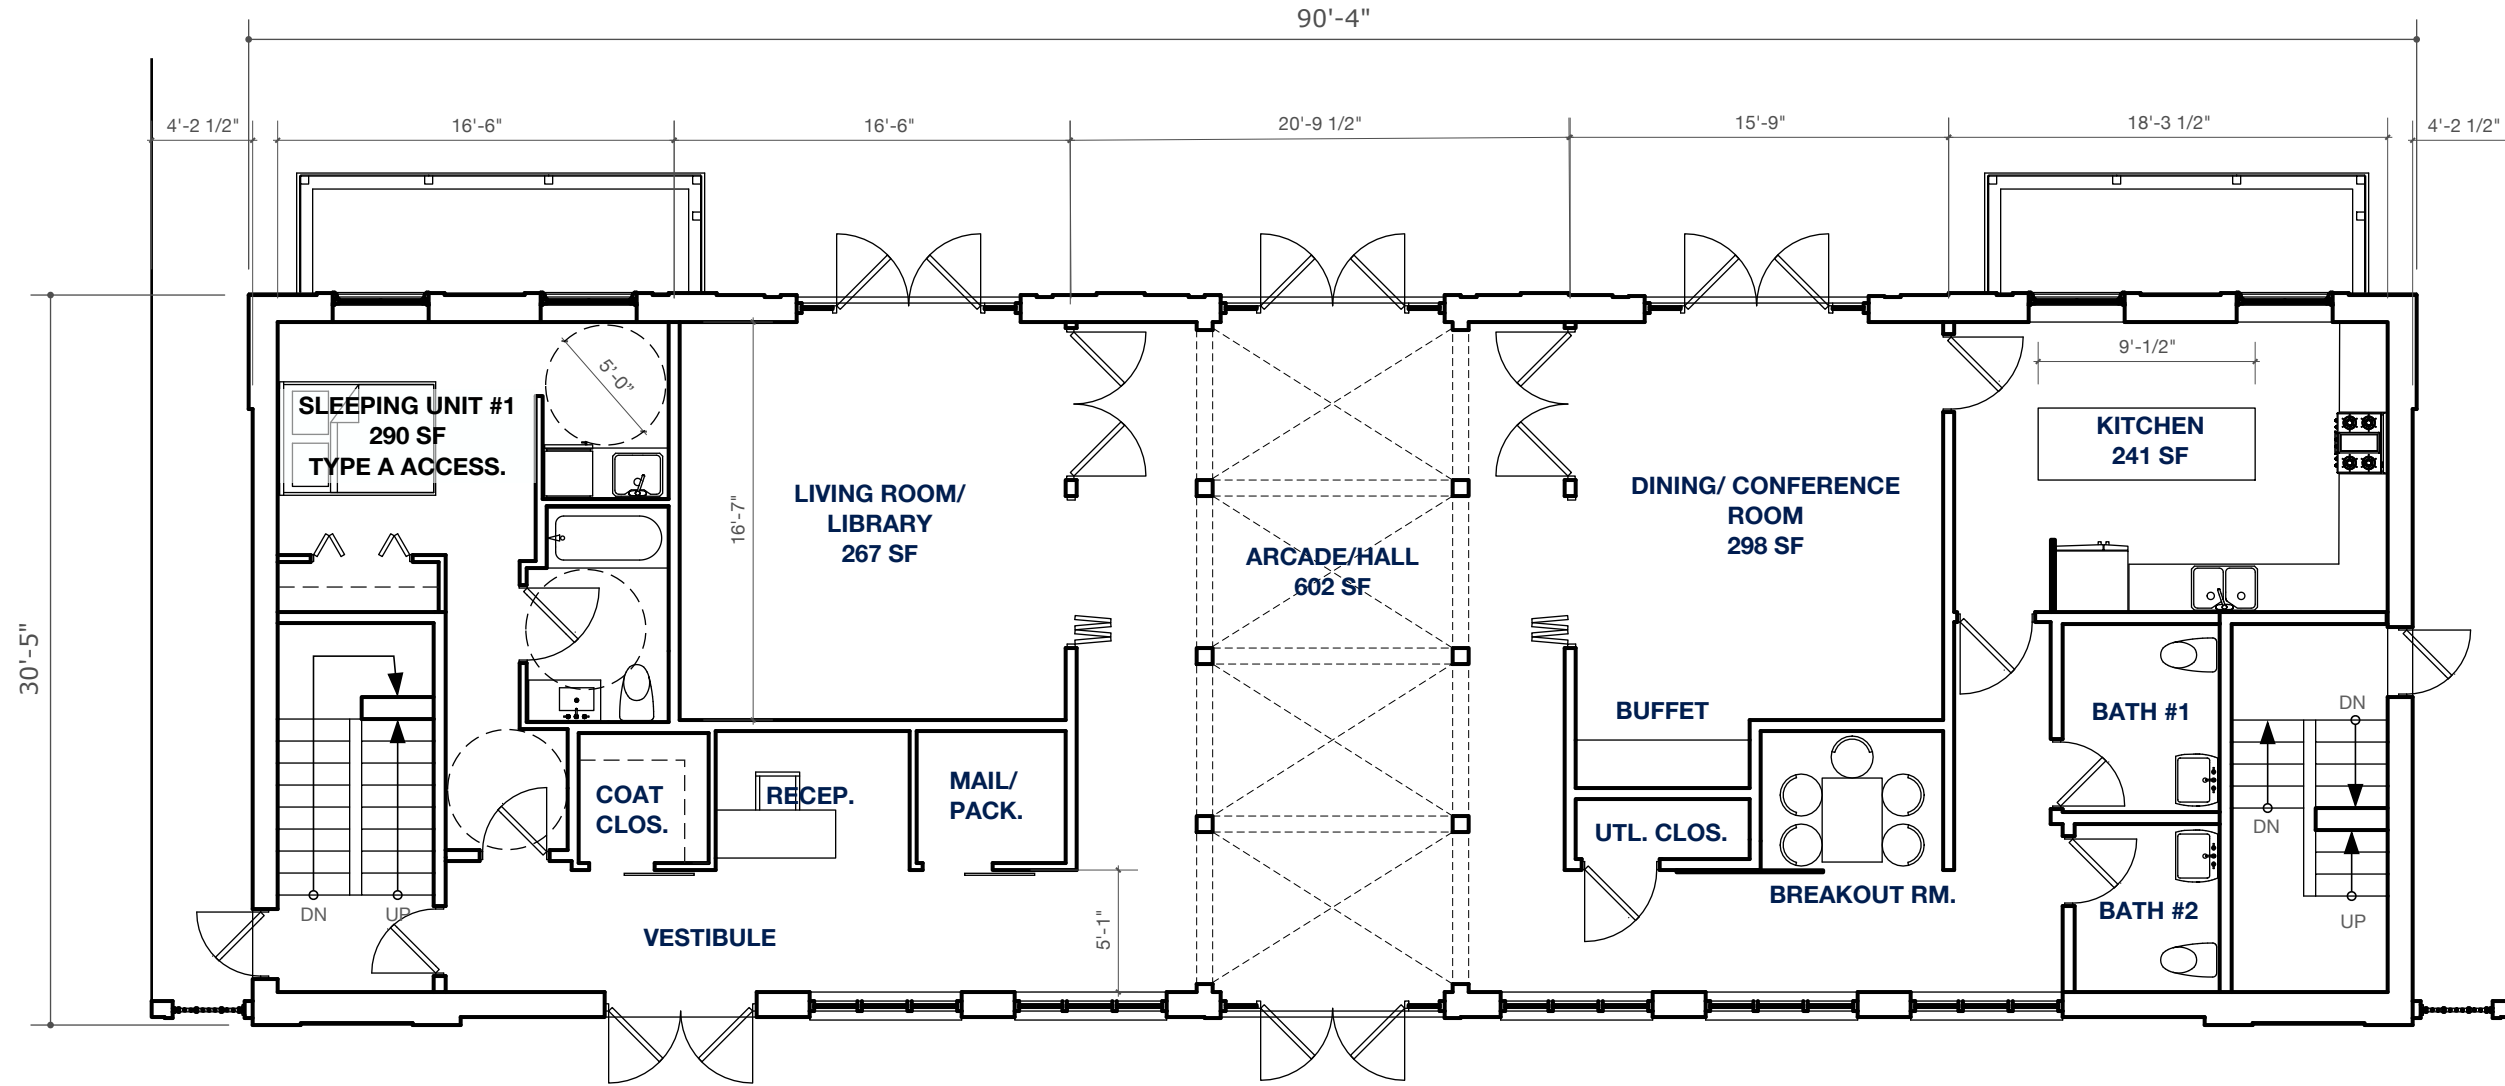 90'-4"
4'-2 1/2"
16'-6"
16'-6"
20'-9 1/2"
15'-9"
18'-3 1/2"
4'-2 1/2"
30'-5"
5'-0"
9'-1/2"
SLEEPING UNIT #1
290 SF
TYPE A ACCESS.
16'-7"
LIVING ROOM/
LIBRARY
267 SF
ARCADE/HALL
602 SF
DINING/ CONFERENCE
ROOM
298 SF
KITCHEN
241 SF
BUFFET
BATH #1
DN
COAT
CLOS.
RECEP.
MAIL/
PACK.
UTL. CLOS.
DN
BREAKOUT RM.
BATH #2
UP
DN
UP
VESTIBULE
5'-1"